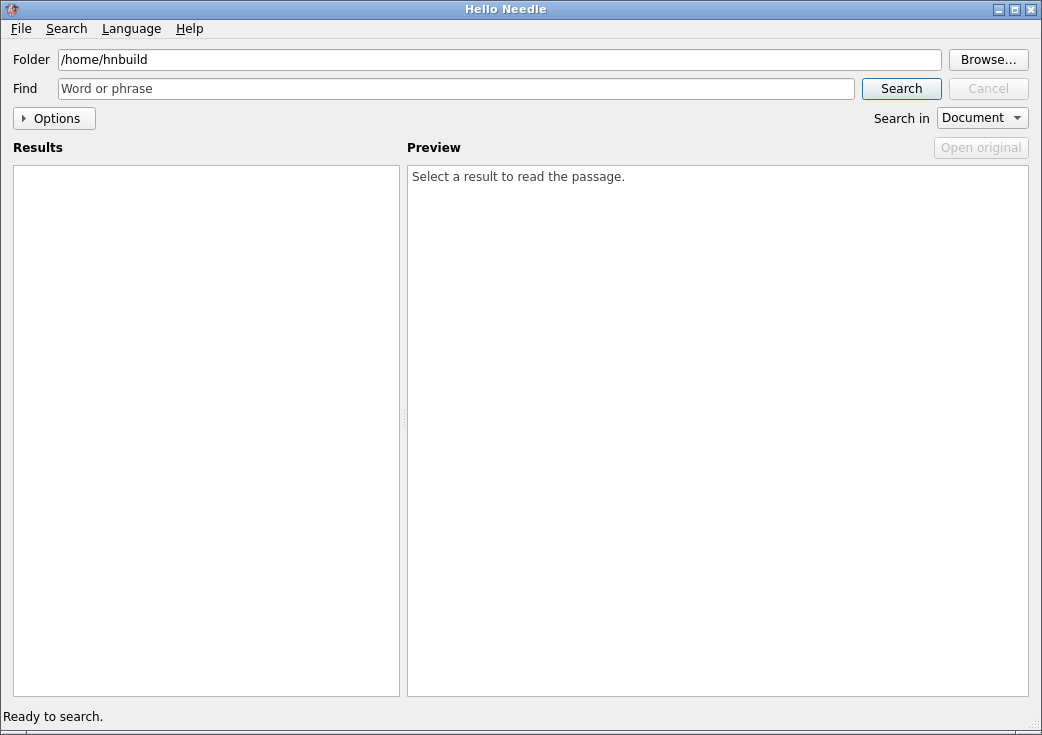 Hello Needle
File Search Language Help
Folder /home/hnbuild Browse...
Find Word or phrase Search Cancel
Options Search in Document
Results Preview Open original
Select a result to read the passage.
Ready to search.